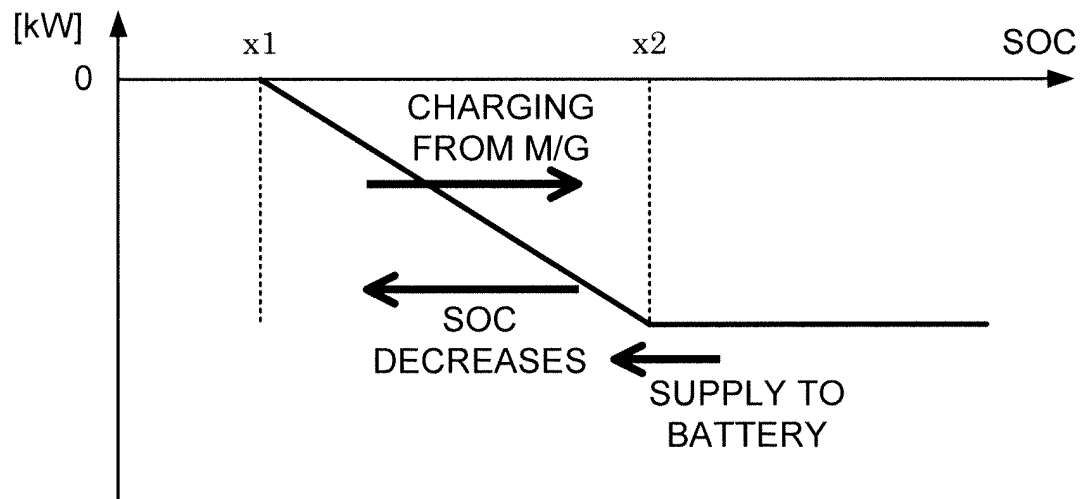 [kW]
x1
x2
SOC
0
CHARGING
FROM M/G
SOC
DECREASES
SUPPLY TO
BATTERY